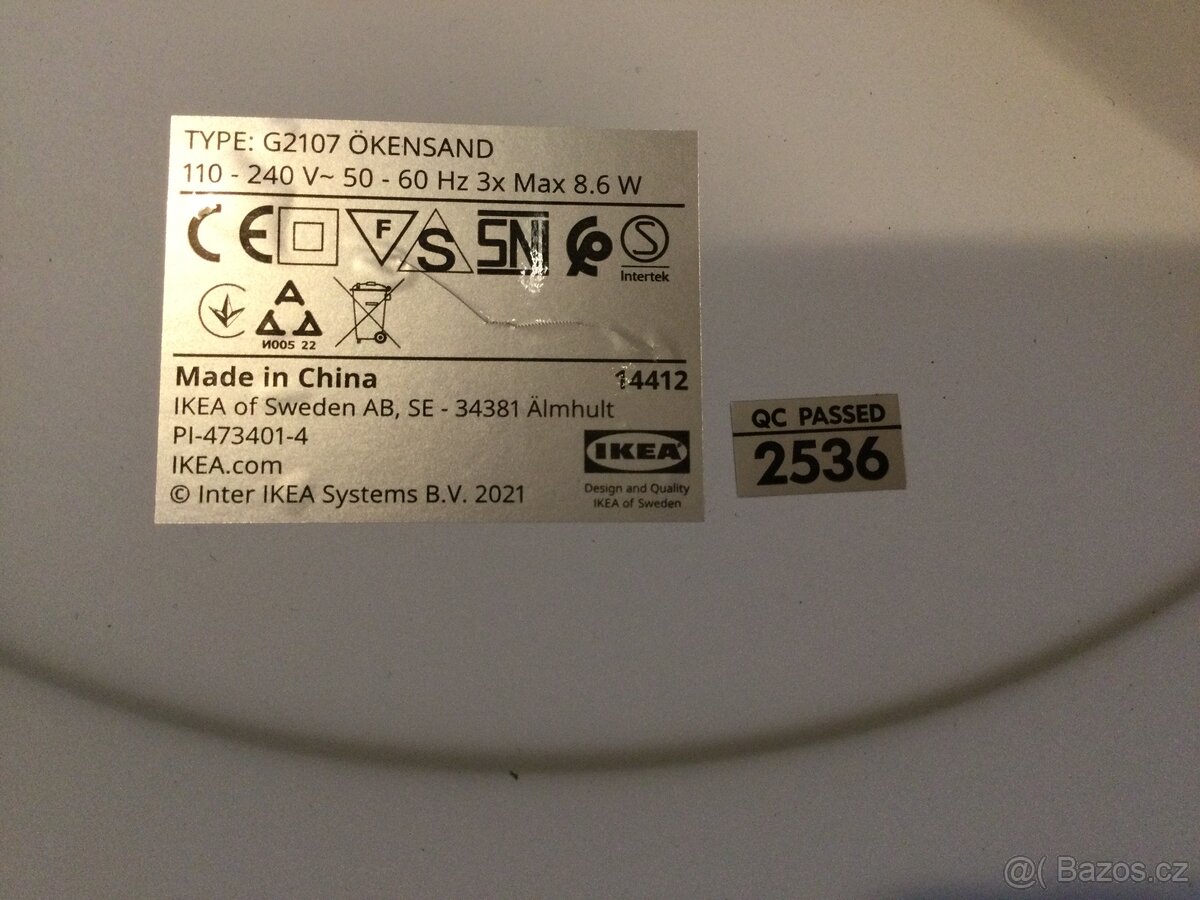 TYPE: G2107 ÖKENSAND
110 - 240 V~ 50 - 60 Hz 3x Max 8.6 W
CE F S SN Intertek
И005 22
Made in China 14412
IKEA of Sweden AB, SE - 34381 Älmhult
PI-473401-4
IKEA.com
© Inter IKEA Systems B.V. 2021
IKEA
Design and Quality
IKEA of Sweden
QC PASSED
2536
@( Bazos.cz